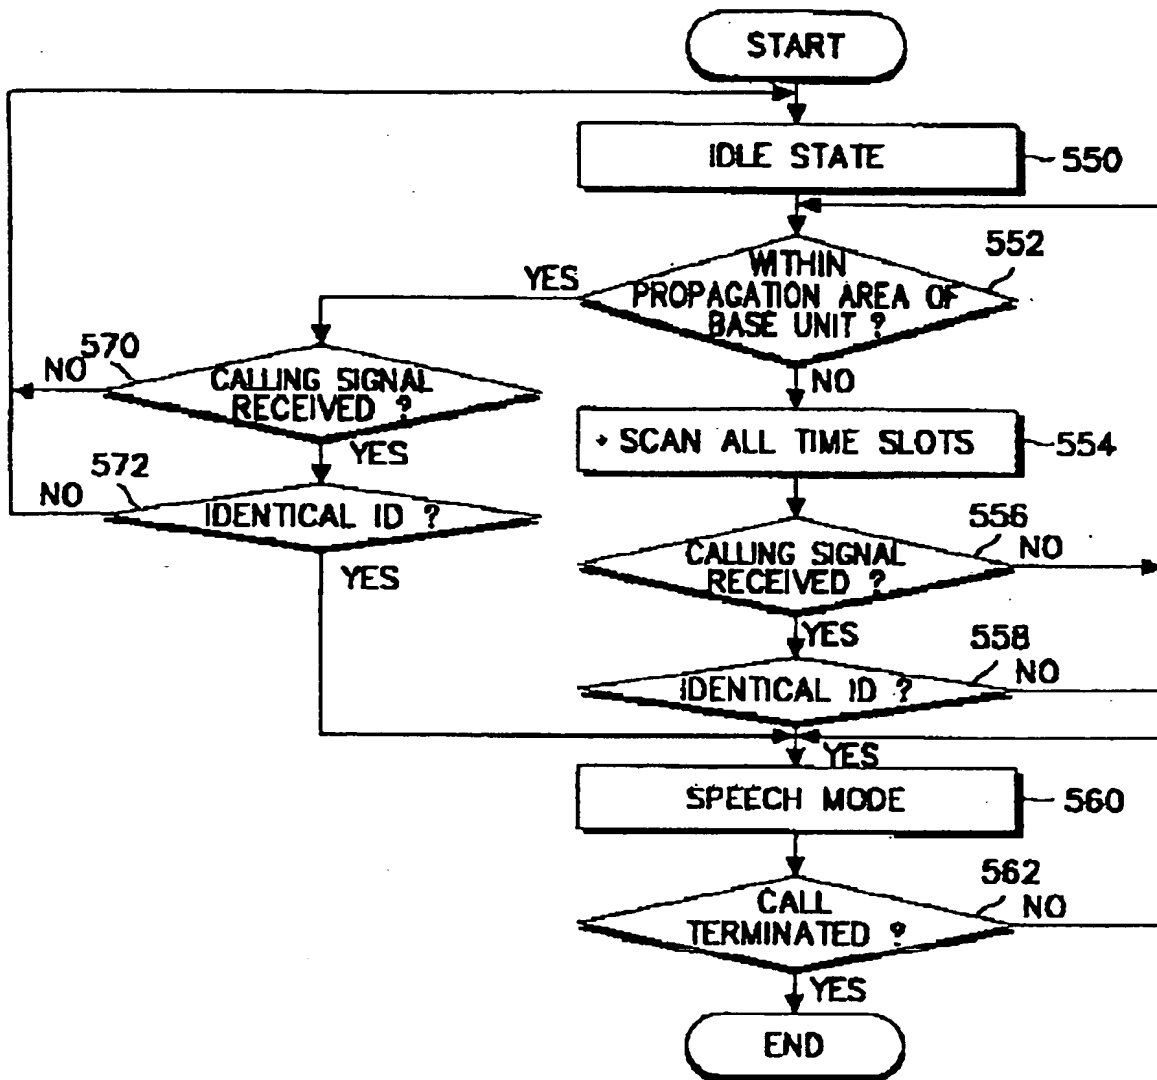 START
IDLE STATE
550
552
WITHIN
PROPAGATION AREA OF
BASE UNIT ?
YES
NO
570
NO
CALLING SIGNAL
RECEIVED ?
YES
SCAN ALL TIME SLOTS
554
572
NO
IDENTICAL ID ?
YES
556
CALLING SIGNAL
RECEIVED ?
NO
YES
558
IDENTICAL ID ?
NO
YES
SPEECH MODE
560
562
CALL
TERMINATED ?
NO
YES
END